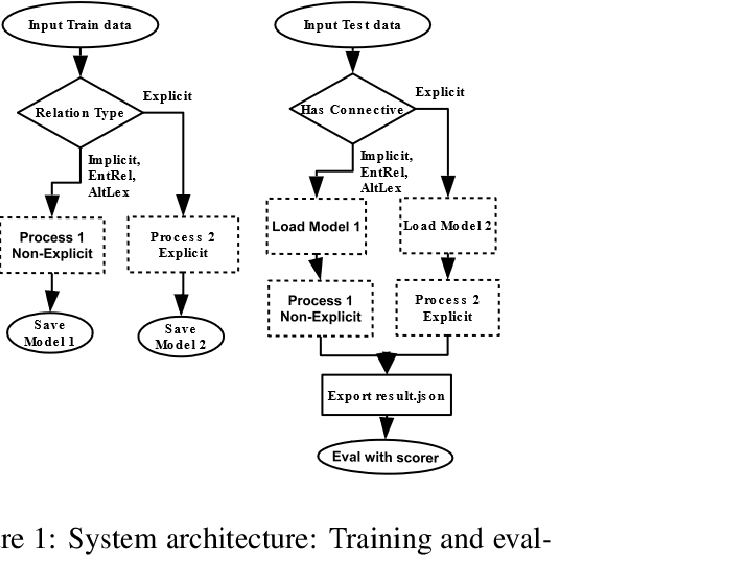 Input Train data
Relation Type
Explicit
Implicit,
EntRel,
AltLex
Process 1
Non-Explicit
Process 2
Explicit
Save
Model 1
Save
Model 2
Input Test data
Has Connective
Explicit
Implicit,
EntRel,
AltLex
Load Model 1
Load Model 2
Process 1
Non-Explicit
Process 2
Explicit
Export result.json
Eval with scorer
re 1: System architecture: Training and eval-